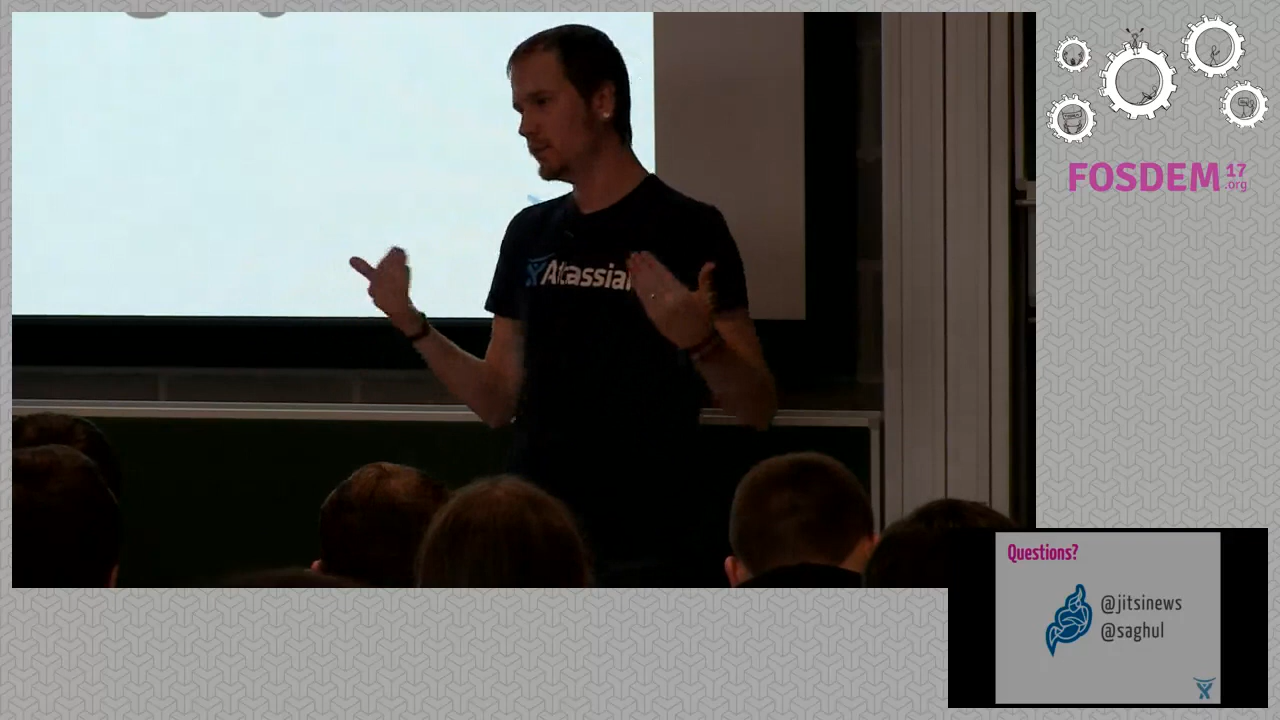 Atlassian
FOSDEM 17
.org
Questions?
@jitsinews
@saghul